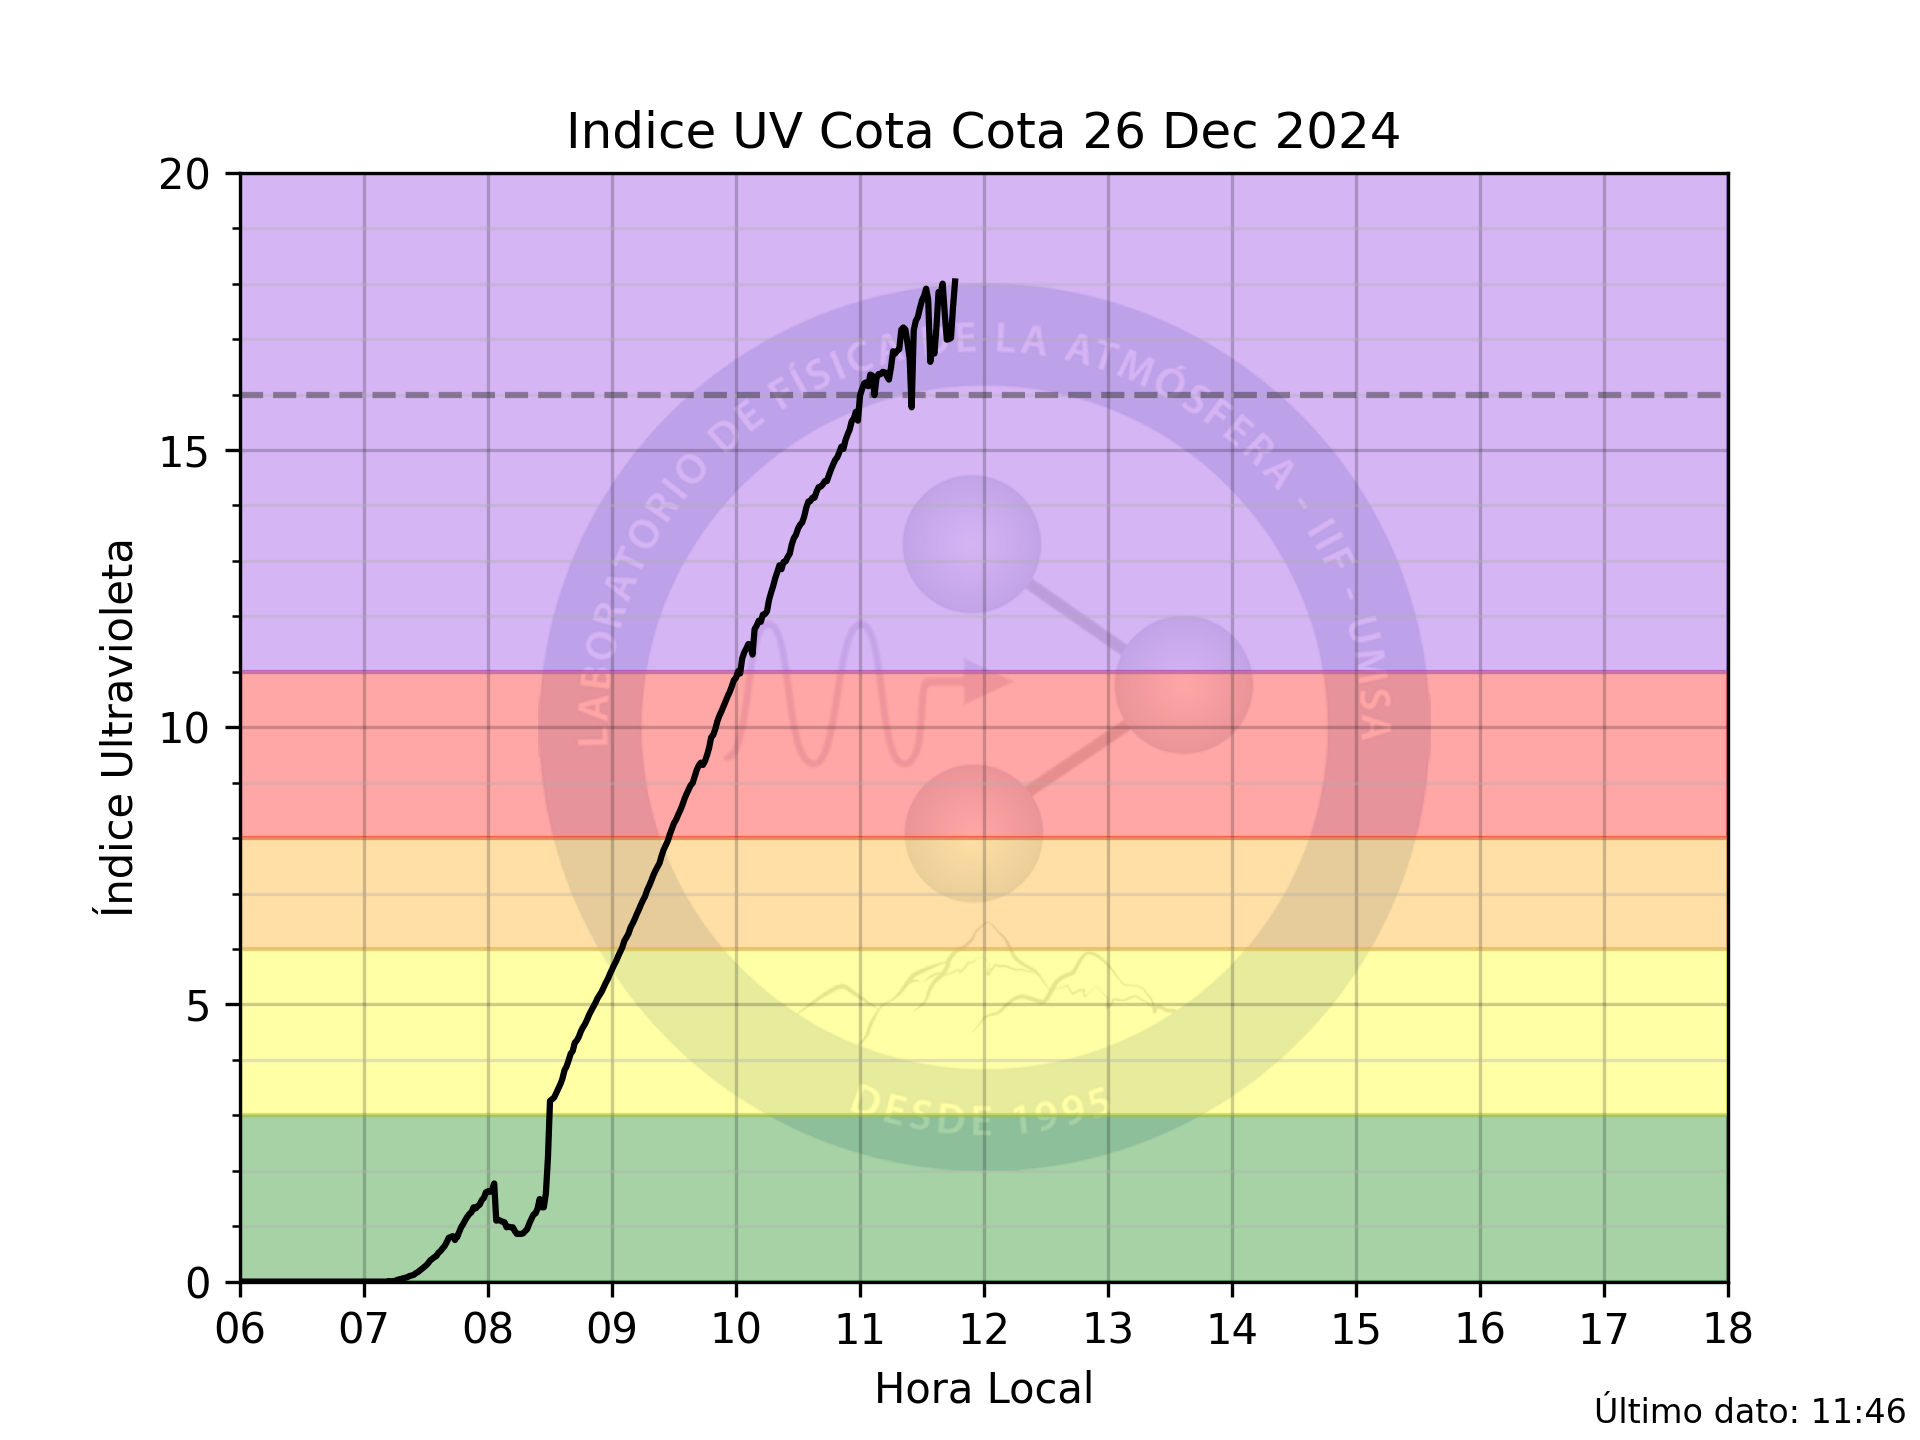 Indice UV Cota Cota 26 Dec 2024
20
15
10
5
0
Índice Ultravioleta
LABORATORIO DE FÍSICA DE LA ATMÓSFERA - IIF - UMSA
DESDE 1995
06 07 08 09 10 11 12 13 14 15 16 17 18
Hora Local
Último dato: 11:46